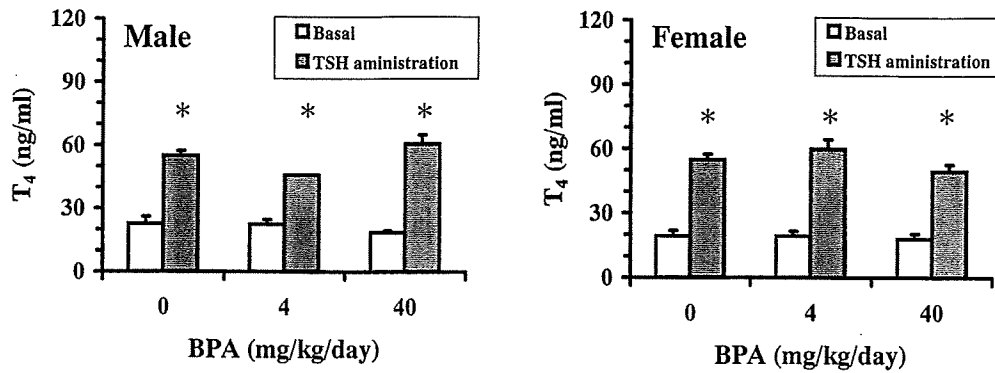 Male
Basal
TSH aministration
T4 (ng/ml)
120
90
60
30
0
*
*
*
0
4
40
BPA (mg/kg/day)
Female
Basal
TSH aministration
T4 (ng/ml)
120
90
60
30
0
*
*
*
0
4
40
BPA (mg/kg/day)